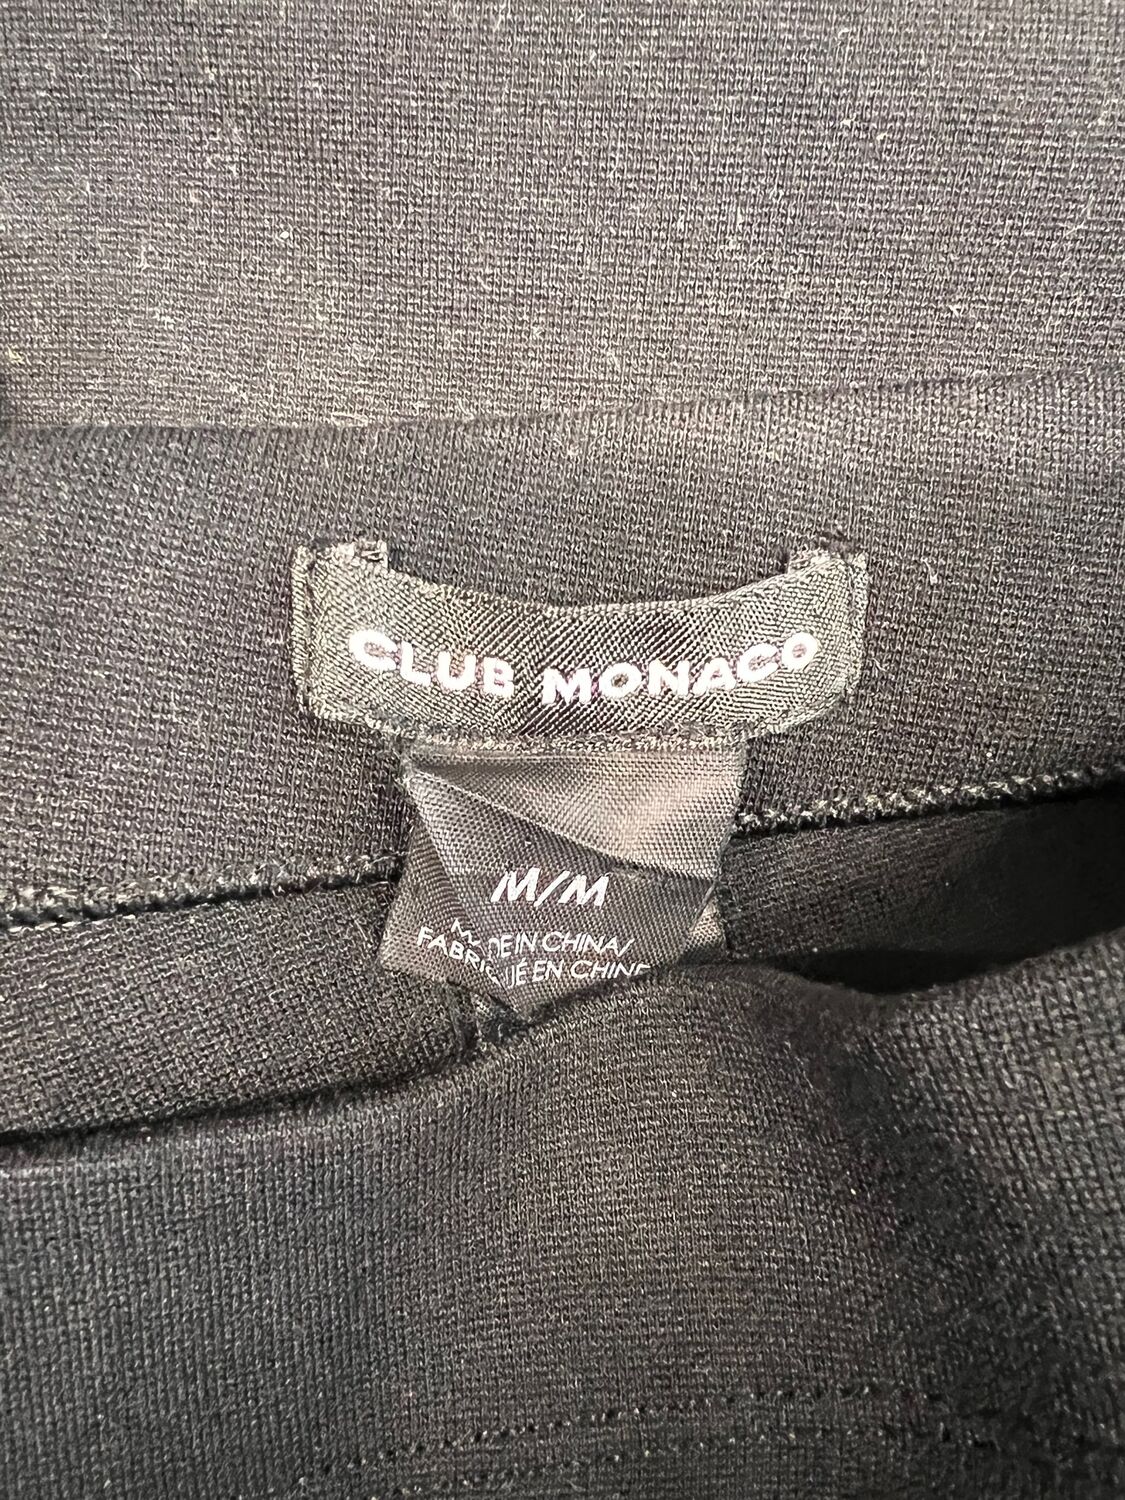 CLUB MONACO
M/M
MADE IN CHINA/
FABRIQUÉ EN CHINE